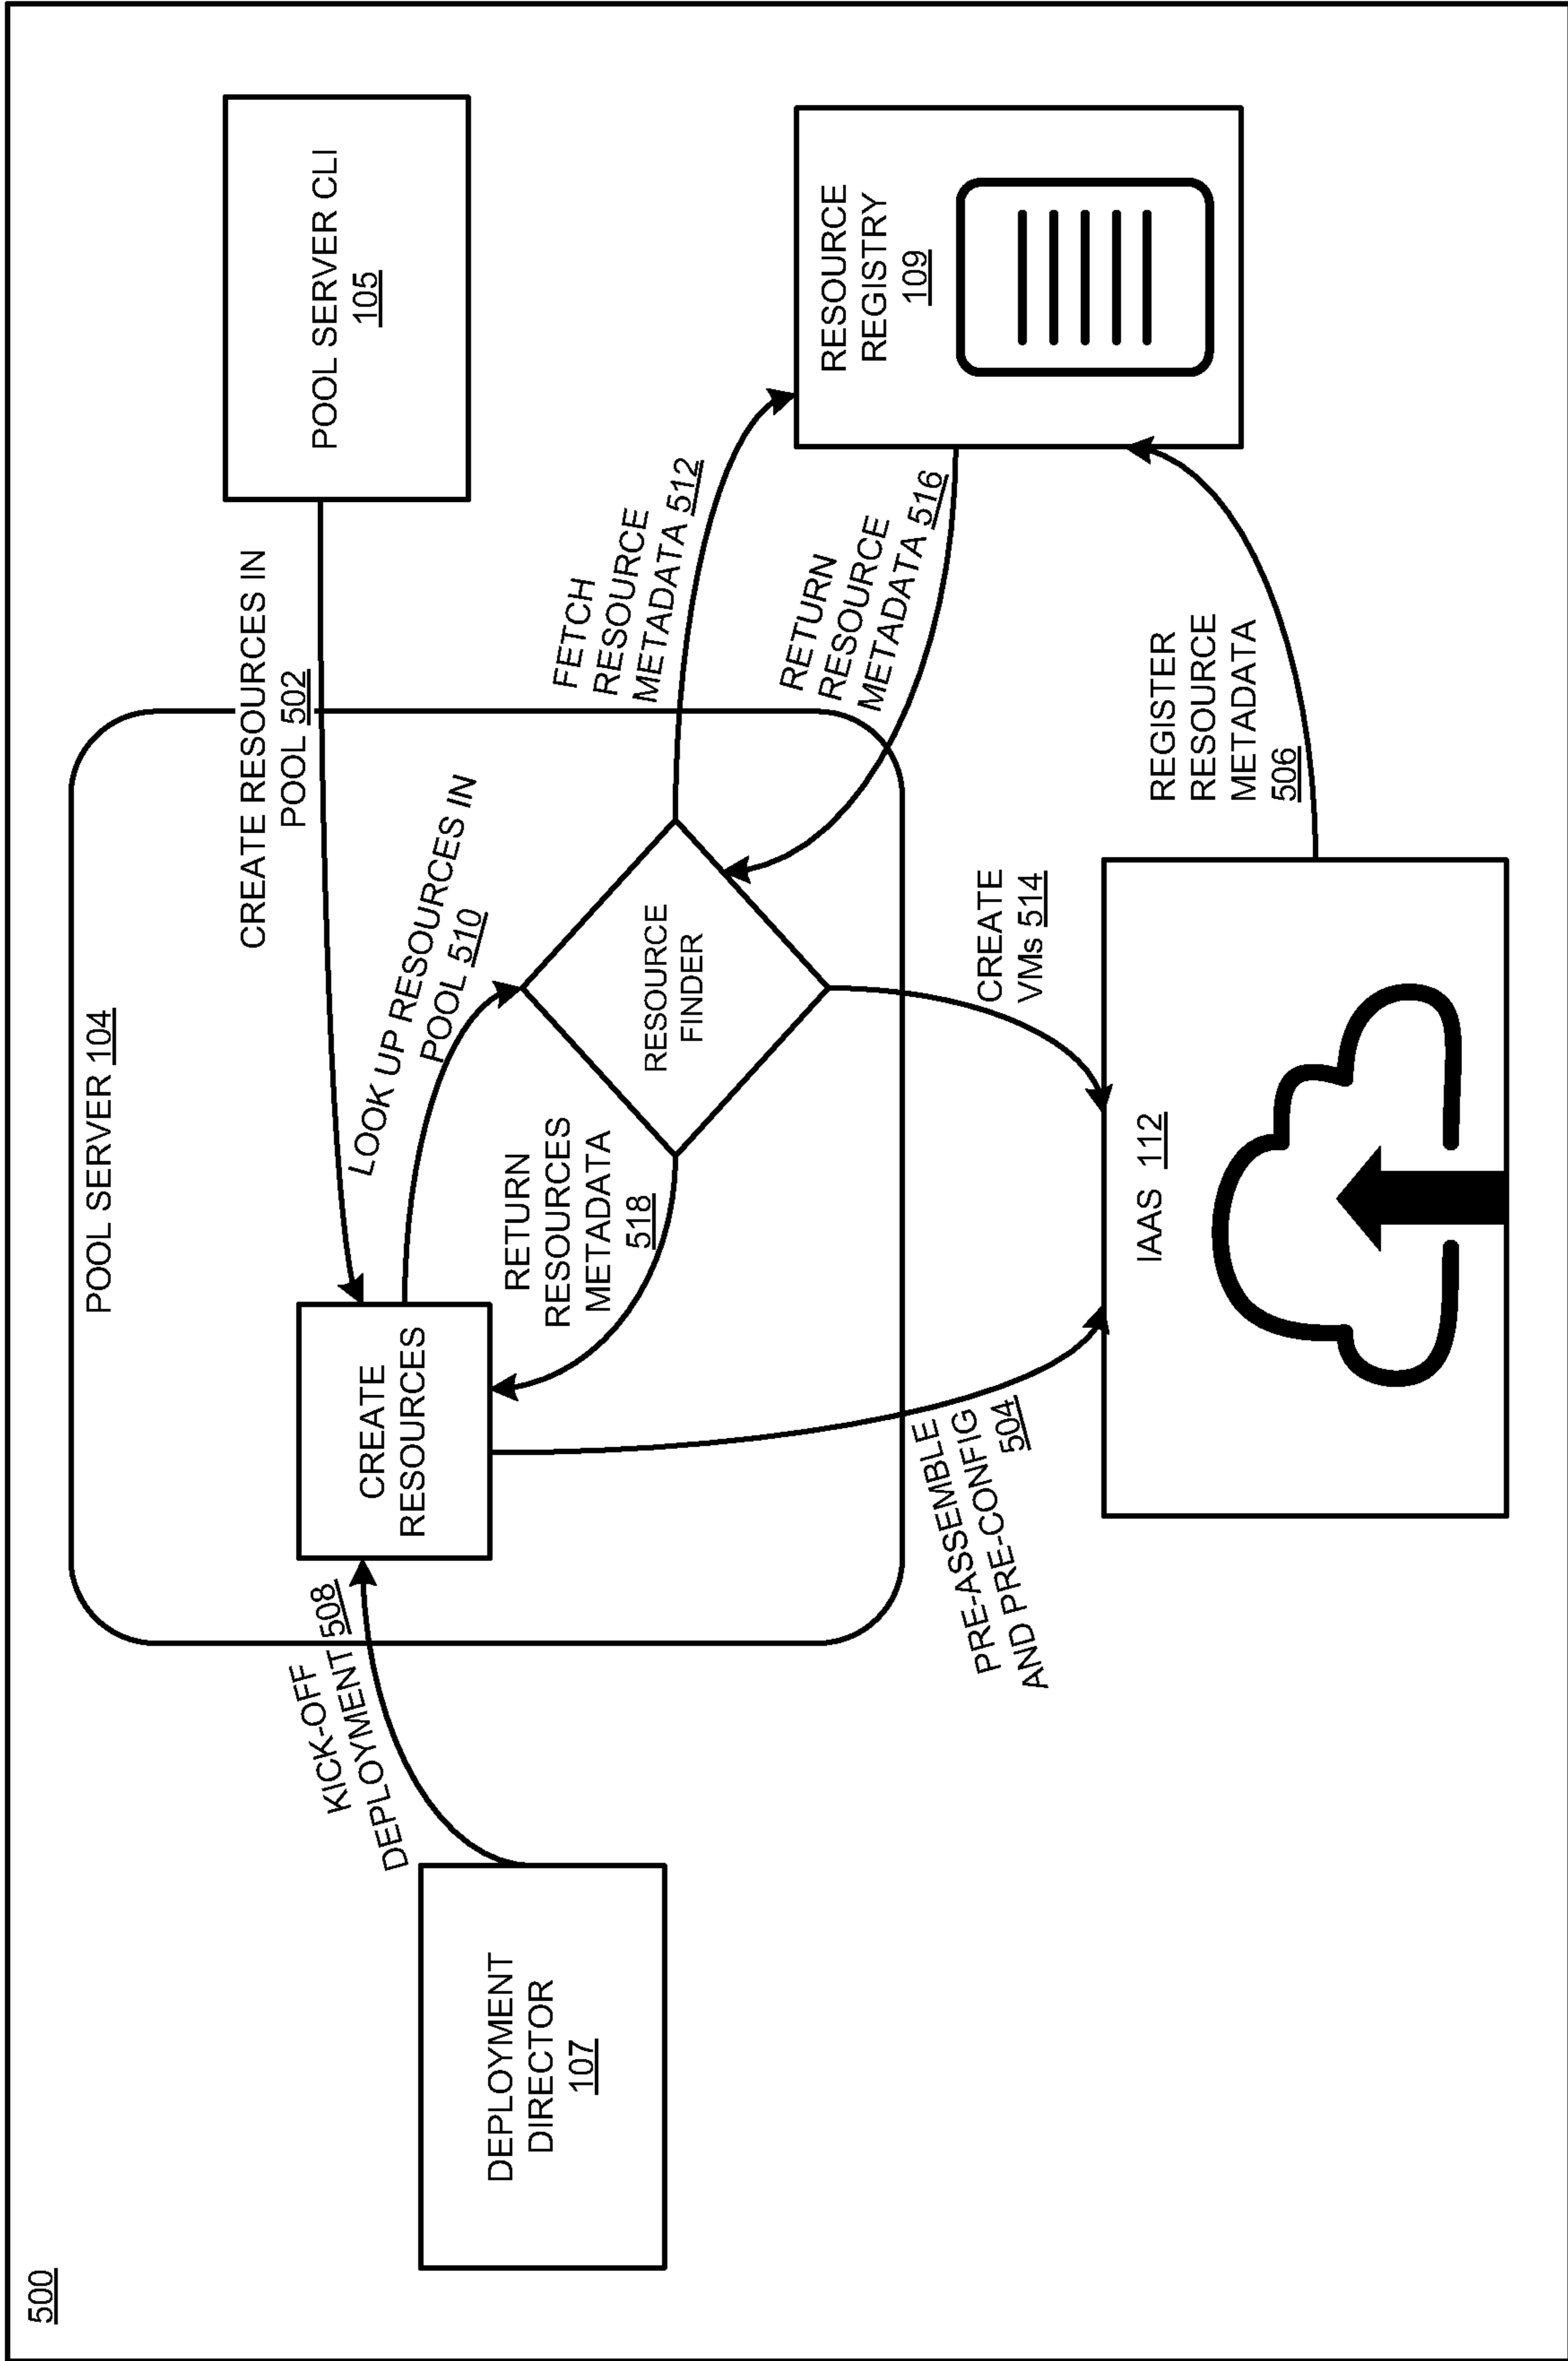 500
POOL SERVER 104
POOL SERVER CLI
105
CREATE RESOURCES IN
POOL 502
KICK-OFF
DEPLOYMENT 508
DEPLOYMENT
DIRECTOR
107
CREATE
RESOURCES
LOOK UP RESOURCES IN
POOL 510
RETURN
RESOURCES
METADATA
518
RESOURCE
FINDER
FETCH
RESOURCE
METADATA 512
RETURN
RESOURCE
METADATA 516
RESOURCE
REGISTRY
109
PRE-ASSEMBLE
AND PRE-CONFIG
504
CREATE
VMs 514
REGISTER
RESOURCE
METADATA
506
IAAS 112